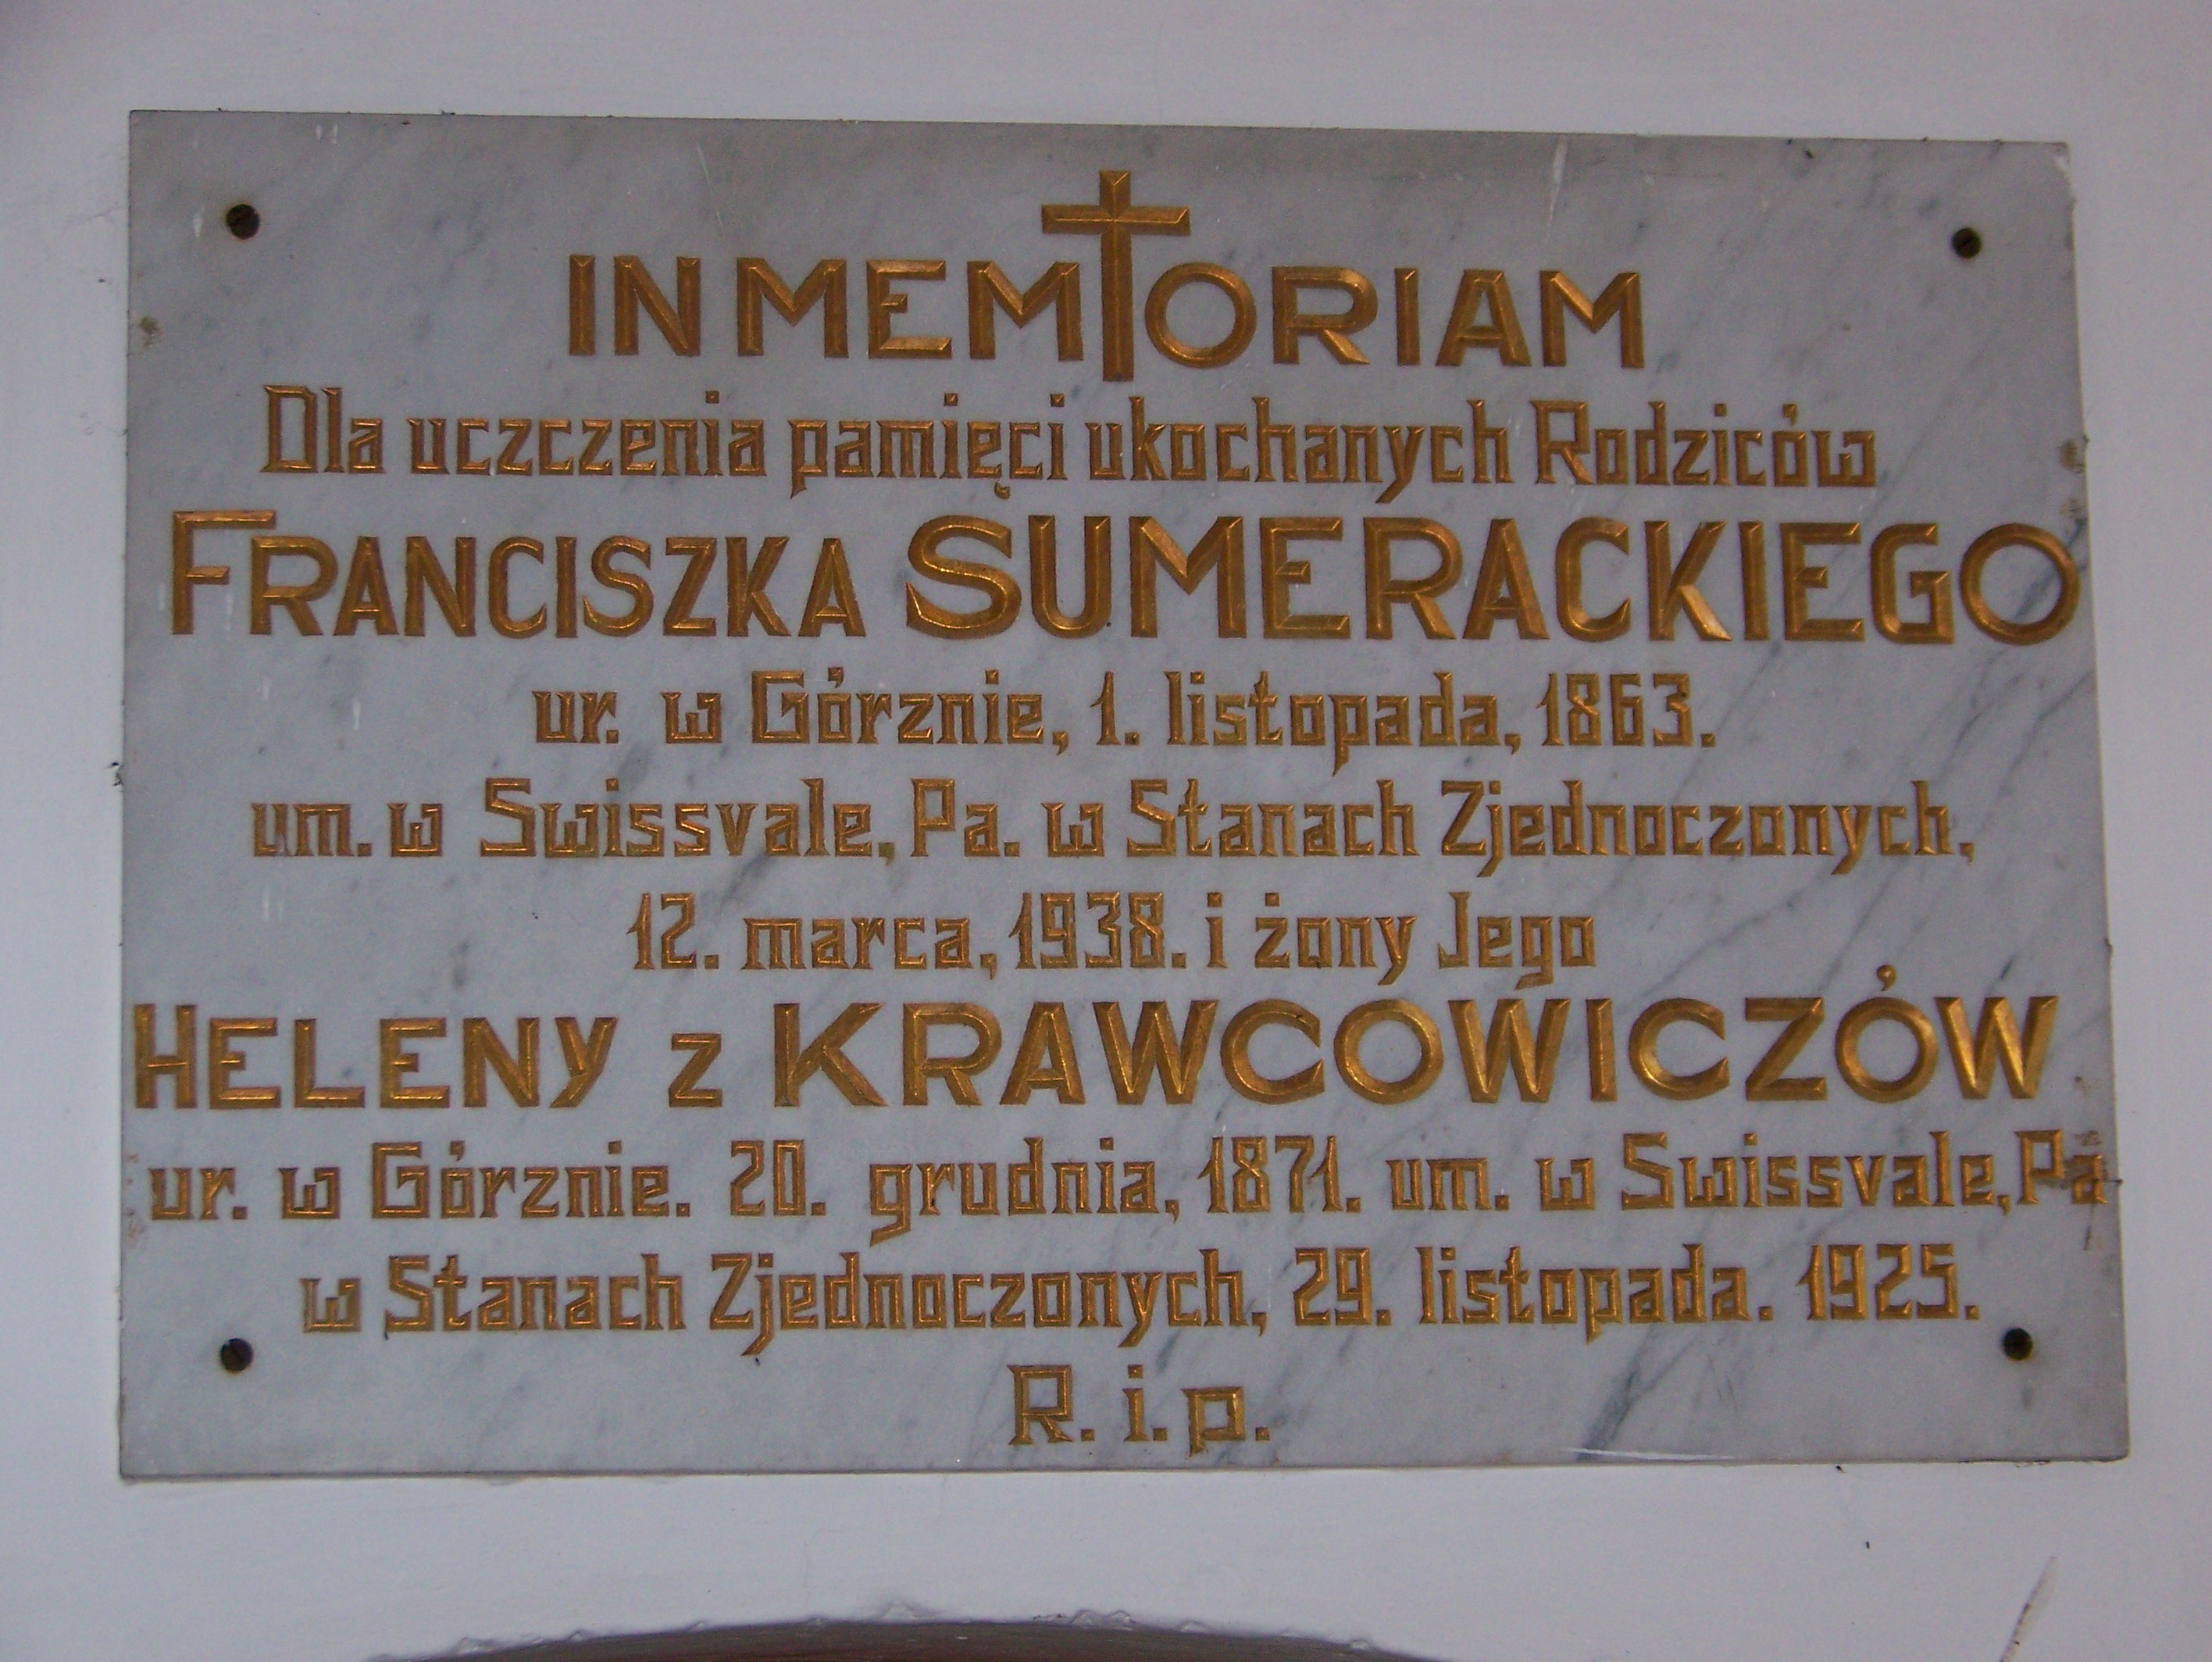 IN MEMORIAM
Dla uczczenia pamięci ukochanych Rodziców
FRANCISZKA SUMERACKIEGO
ur. w Górznie, 1. listopada, 1863.
um. w Swissvale, Pa. w Stanach Zjednoczonych,
12. marca, 1938. i żony Jego
HELENY z KRAWCOWICZÓW
ur. w Górznie. 20. grudnia, 1871. um. w Swissvale, Pa
w Stanach Zjednoczonych, 29. listopada. 1925.
R. i. p.